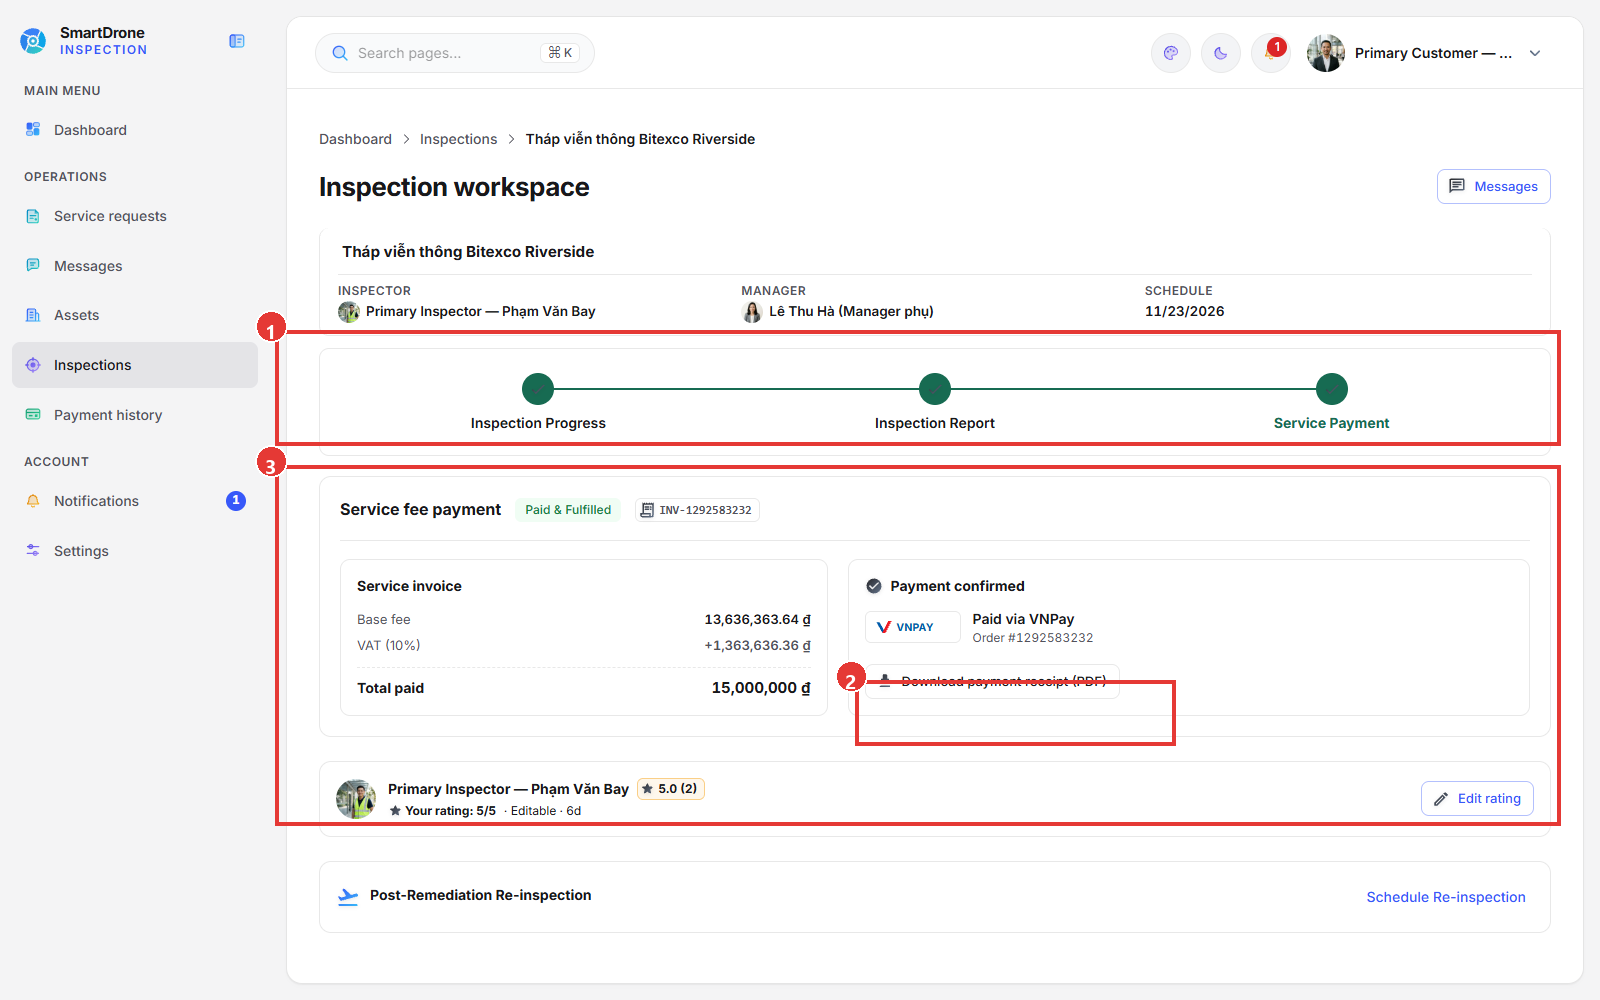 SmartDrone
INSPECTION
MAIN MENU
Dashboard
OPERATIONS
Service requests
Messages
Assets
Inspections
Payment history
ACCOUNT
Notifications 1
Settings
Search pages... ⌘ K
1
Primary Customer — ...
Dashboard > Inspections > Tháp viễn thông Bitexco Riverside
Inspection workspace
Messages
Tháp viễn thông Bitexco Riverside
INSPECTOR
Primary Inspector — Phạm Văn Bay
MANAGER
Lê Thu Hà (Manager phụ)
SCHEDULE
11/23/2026
1
Inspection Progress
Inspection Report
Service Payment
3
Service fee payment Paid & Fulfilled INV-1292583232
Service invoice
Base fee 13,636,363.64 ₫
VAT (10%) +1,363,636.36 ₫
Total paid 15,000,000 ₫
Payment confirmed
VNPAY
Paid via VNPay
Order #1292583232
2
Download payment receipt (PDF)
Primary Inspector — Phạm Văn Bay 5.0 (2)
Your rating: 5/5 · Editable · 6d
Edit rating
Post-Remediation Re-inspection
Schedule Re-inspection